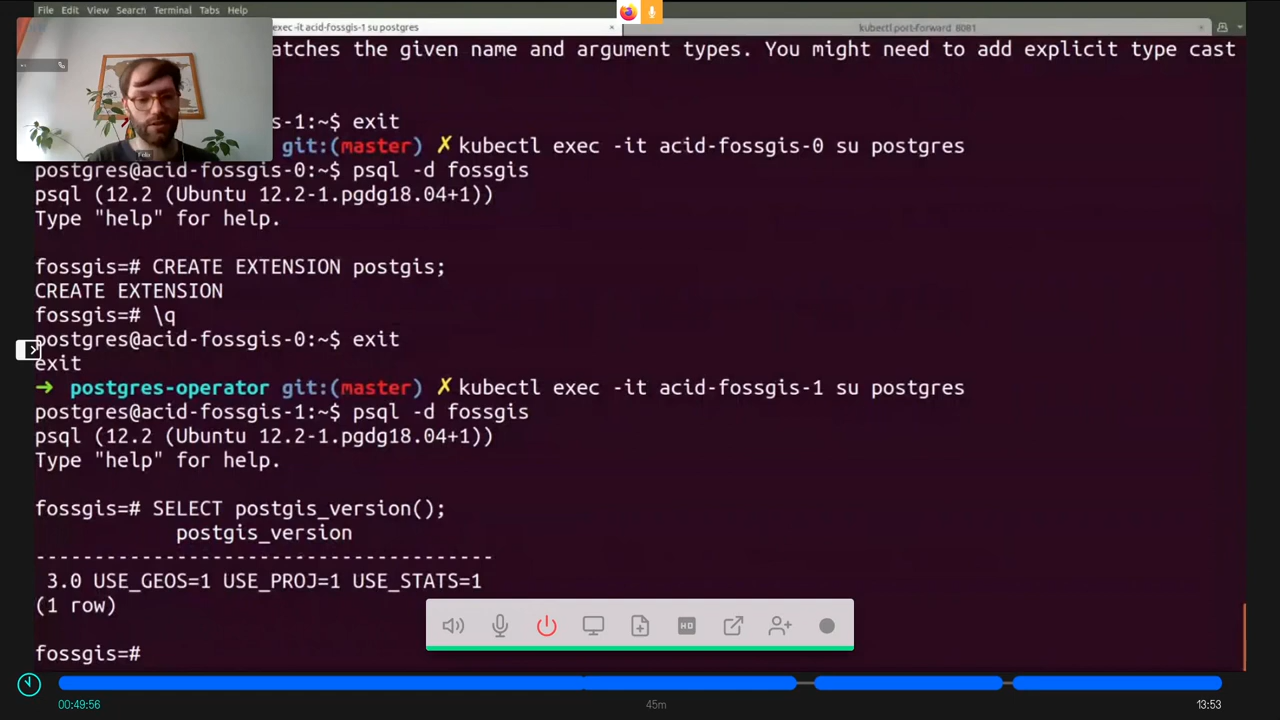 File Edit View Search Terminal Tabs Help
exec -it acid-fossgis-1 su postgres
kubectl port-forward 8081
atches the given name and argument types. You might need to add explicit type cast
s-1:~$ exit
git:(master) ✗ kubectl exec -it acid-fossgis-0 su postgres
postgres@acid-fossgis-0:~$ psql -d fossgis
psql (12.2 (Ubuntu 12.2-1.pgdg18.04+1))
Type "help" for help.
fossgis=# CREATE EXTENSION postgis;
CREATE EXTENSION
fossgis=# \q
postgres@acid-fossgis-0:~$ exit
exit
➜ postgres-operator git:(master) ✗ kubectl exec -it acid-fossgis-1 su postgres
postgres@acid-fossgis-1:~$ psql -d fossgis
psql (12.2 (Ubuntu 12.2-1.pgdg18.04+1))
Type "help" for help.
fossgis=# SELECT postgis_version();
postgis_version
---------------------------------------
3.0 USE_GEOS=1 USE_PROJ=1 USE_STATS=1
(1 row)
fossgis=#
Felix
HD
00:49:56
45m
13:53